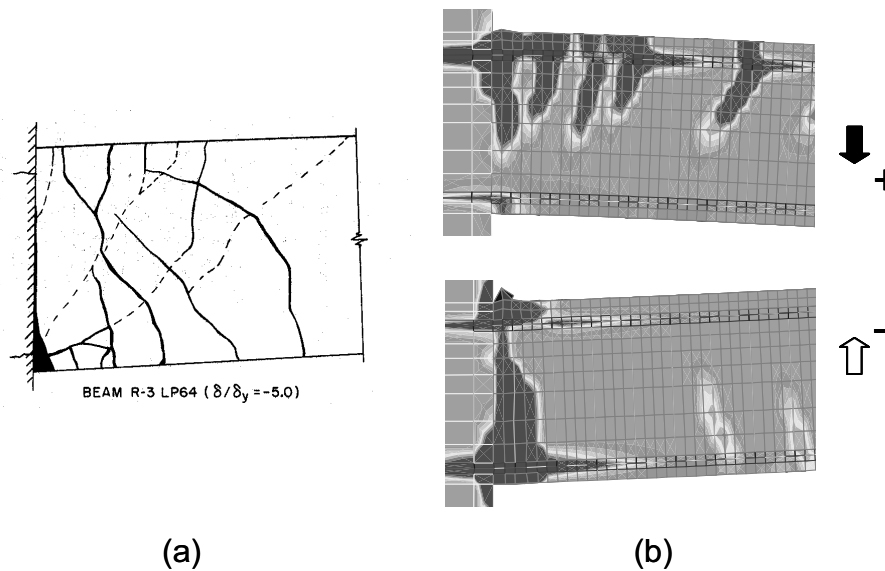 BEAM R-3 LP64 (δ/δy = -5.0)
+
-
(a)
(b)